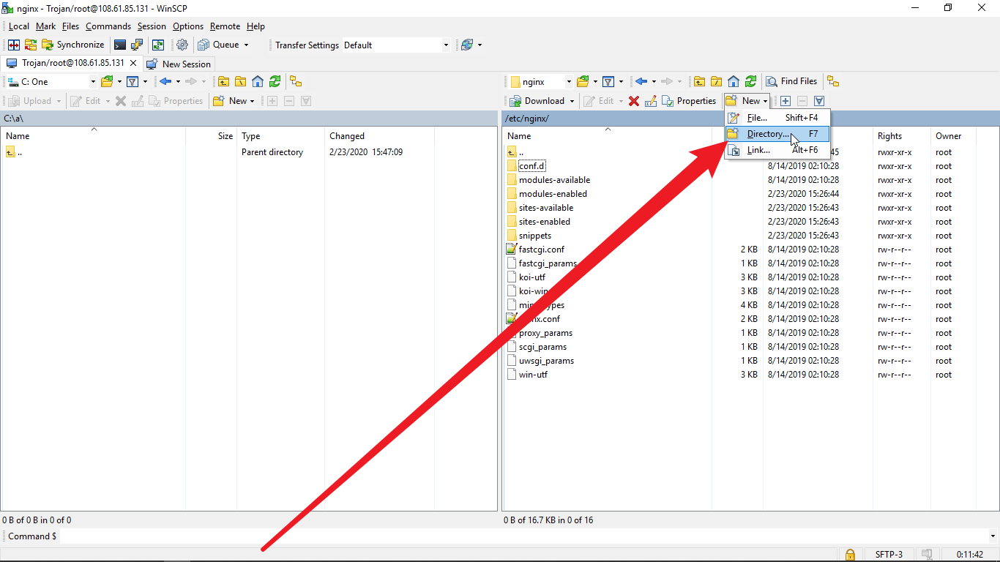 nginx - Trojan/root@108.61.85.131 - WinSCP
Local Mark Files Commands Session Options Remote Help
Synchronize Queue Transfer Settings Default
Trojan/root@108.61.85.131 New Session
C: One nginx Find Files
Upload Edit Properties New Download Edit Properties New
C:\a\ /etc/nginx/
File... Shift+F4
Directory... F7
Link... Alt+F6
Name Size Type Changed
.. Parent directory 2/23/2020 15:47:09
Name Rights Owner
.. 45 rwxr-xr-x root
conf.d 8/14/2019 02:10:28 rwxr-xr-x root
modules-available 8/14/2019 02:10:28 rwxr-xr-x root
modules-enabled 2/23/2020 15:26:44 rwxr-xr-x root
sites-available 2/23/2020 15:26:43 rwxr-xr-x root
sites-enabled 2/23/2020 15:26:43 rwxr-xr-x root
snippets 2/23/2020 15:26:43 rwxr-xr-x root
fastcgi.conf 2 KB 8/14/2019 02:10:28 rw-r--r-- root
fastcgi_params 1 KB 8/14/2019 02:10:28 rw-r--r-- root
koi-utf 3 KB 8/14/2019 02:10:28 rw-r--r-- root
koi-win 3 KB 8/14/2019 02:10:28 rw-r--r-- root
4 KB 8/14/2019 02:10:28 rw-r--r-- root
2 KB 8/14/2019 02:10:28 rw-r--r-- root
proxy_params 1 KB 8/14/2019 02:10:28 rw-r--r-- root
scgi_params 1 KB 8/14/2019 02:10:28 rw-r--r-- root
uwsgi_params 1 KB 8/14/2019 02:10:28 rw-r--r-- root
win-utf 3 KB 8/14/2019 02:10:28 rw-r--r-- root
0 B of 0 B in 0 of 0 0 B of 16.7 KB in 0 of 16
Command $
SFTP-3 0:11:42